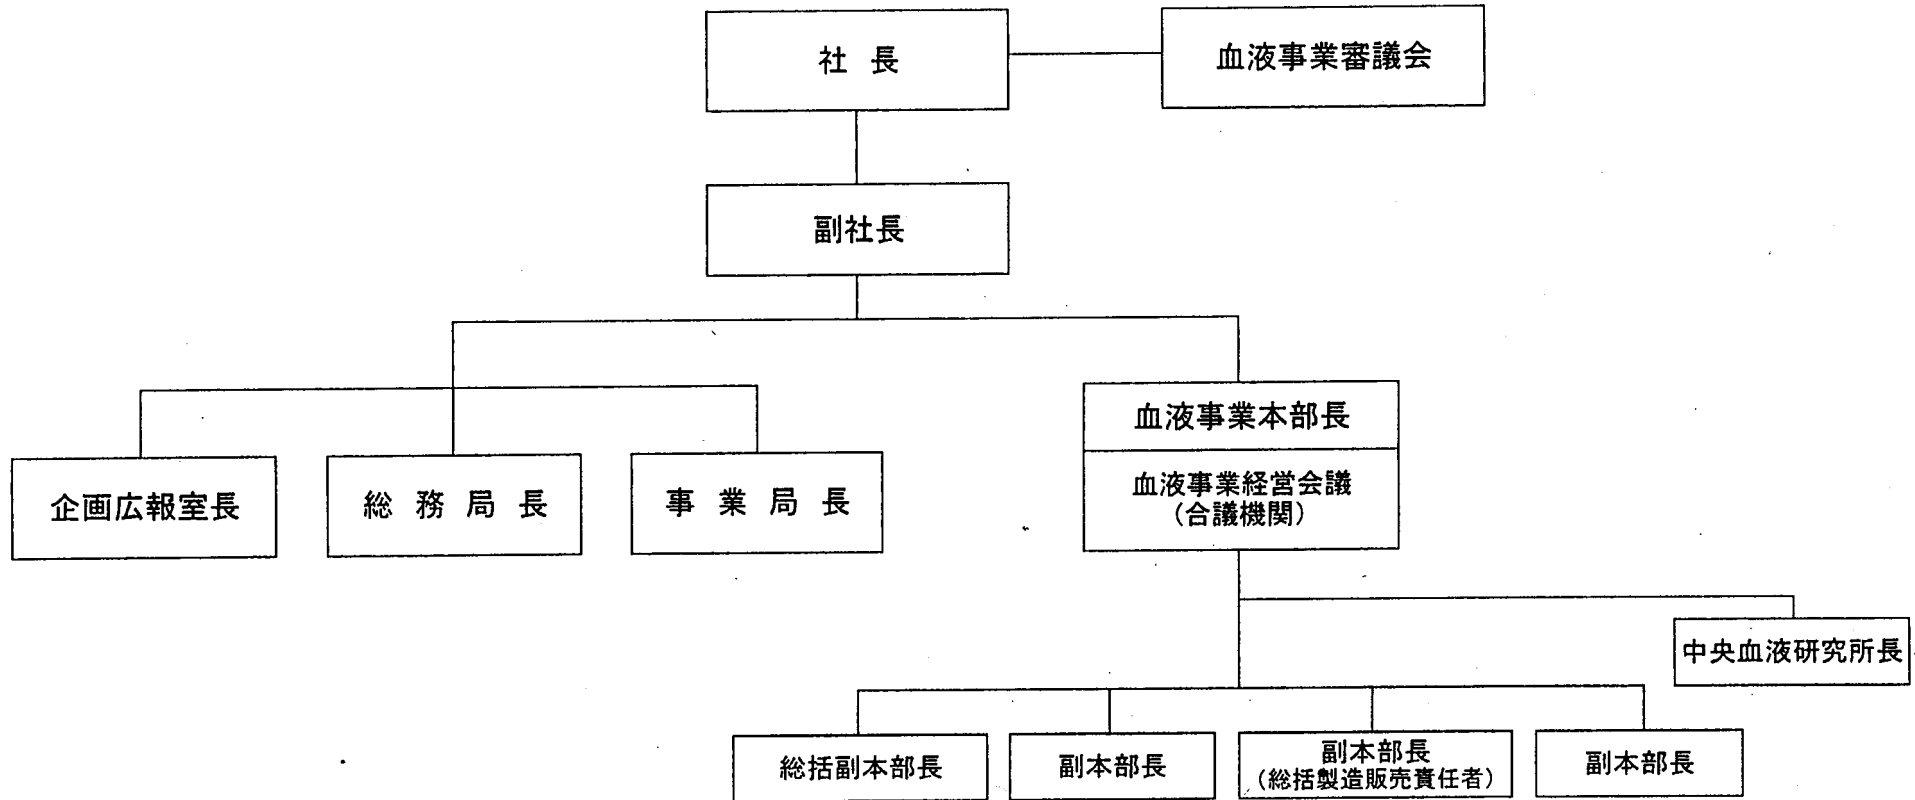 社長
血液事業審議会
副社長
血液事業本部長
血液事業経営会議
（合議機関）
企画広報室長
総務局長
事業局長
中央血液研究所長
総括副本部長
副本部長
副本部長
（総括製造販売責任者）
副本部長